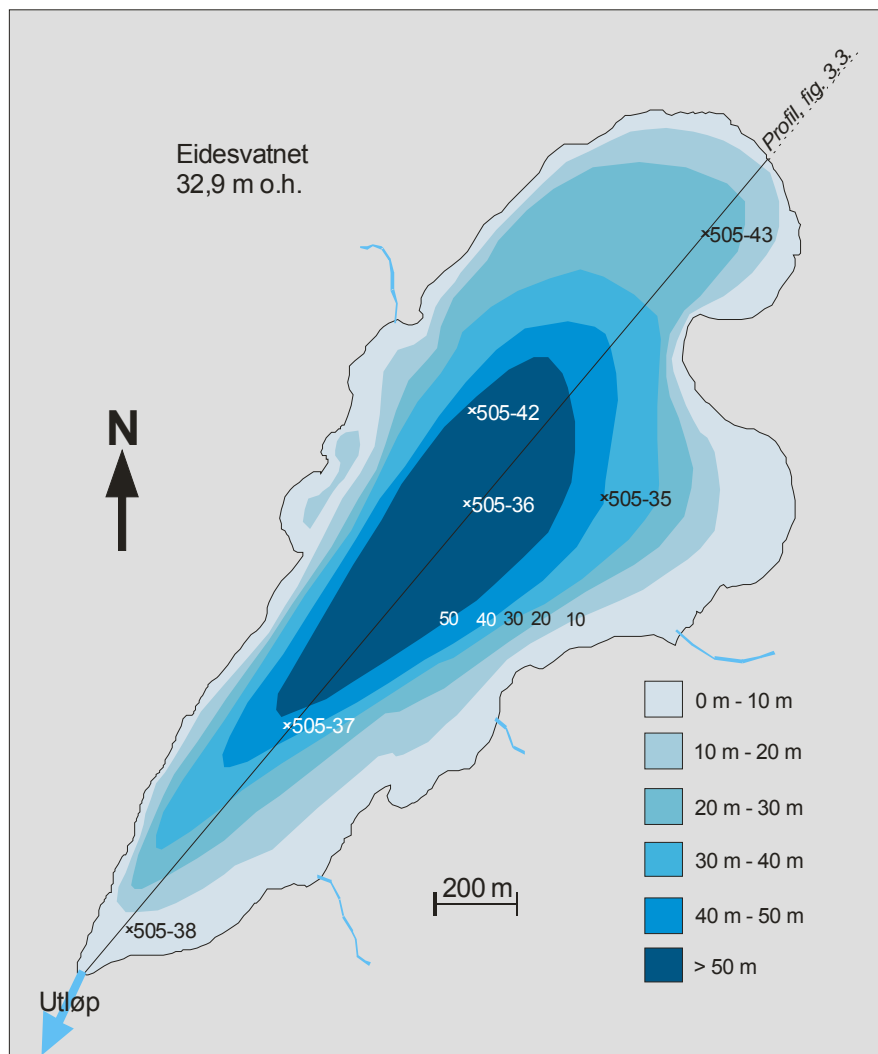 Profil, fig. 3.3.
Eidesvatnet
32,9 m o.h.
505-43
505-42
N
505-36
505-35
50 40 30 20 10
505-37
0 m - 10 m
10 m - 20 m
20 m - 30 m
30 m - 40 m
200 m
40 m - 50 m
505-38
> 50 m
Utløp